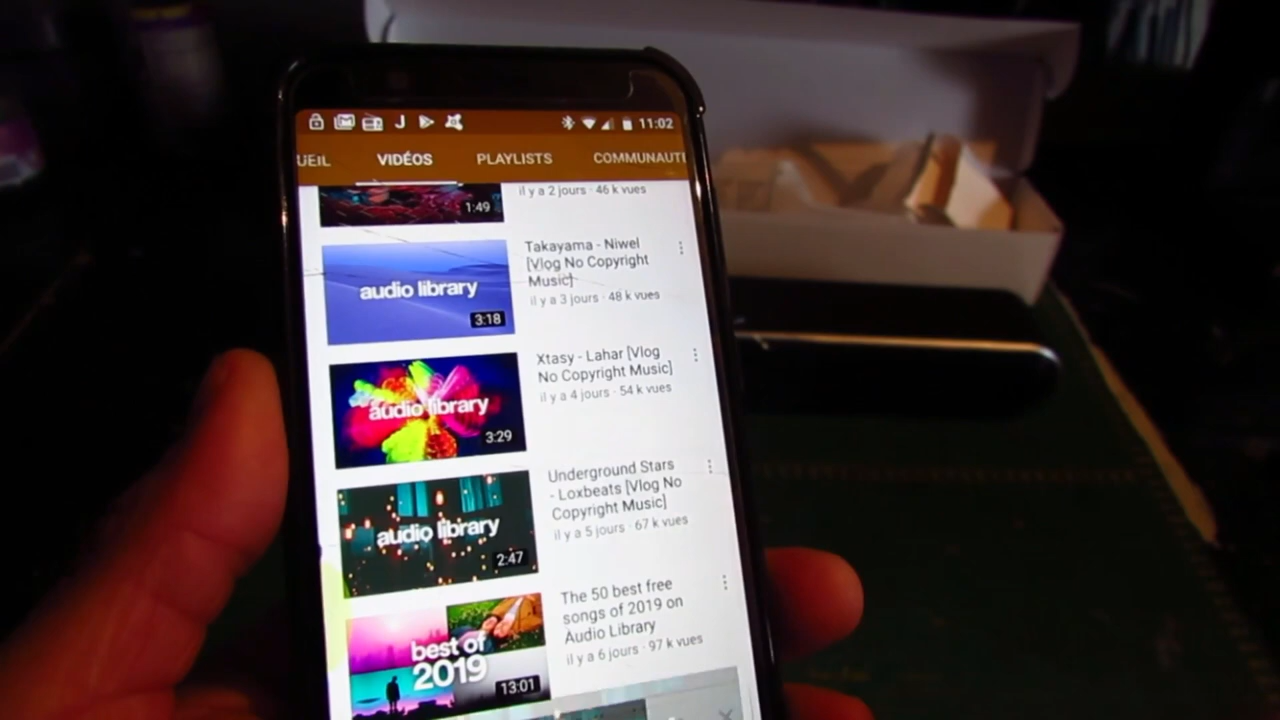 J
11:02
UEIL VIDÉOS PLAYLISTS COMMUNAUTÉ
1:49
il y a 2 jours · 46 k vues
audio library
3:18
Takayama - Niwel
[Vlog No Copyright
Music]
il y a 3 jours · 48 k vues
audio library
3:29
Xtasy - Lahar [Vlog
No Copyright Music]
il y a 4 jours · 54 k vues
audio library
2:47
Underground Stars
- Loxbeats [Vlog No
Copyright Music]
il y a 5 jours · 67 k vues
best of
2019
13:01
The 50 best free
songs of 2019 on
Audio Library
il y a 6 jours · 97 k vues